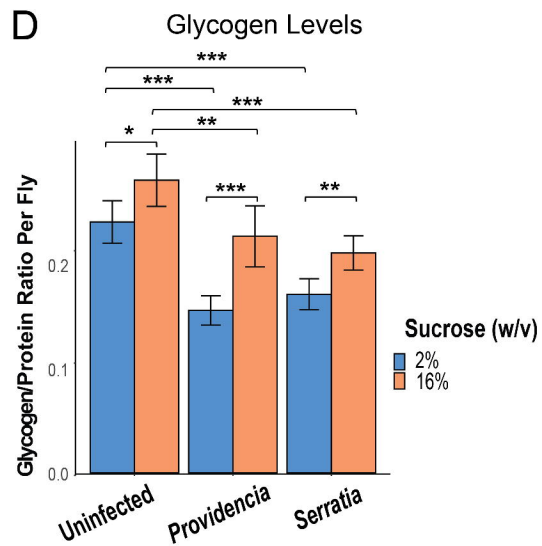 D
Glycogen Levels
***
***
***
**
*
***
**
Glycogen/Protein Ratio Per Fly
0.2
0.1
0.0
Sucrose (w/v)
2%
16%
Uninfected
Providencia
Serratia